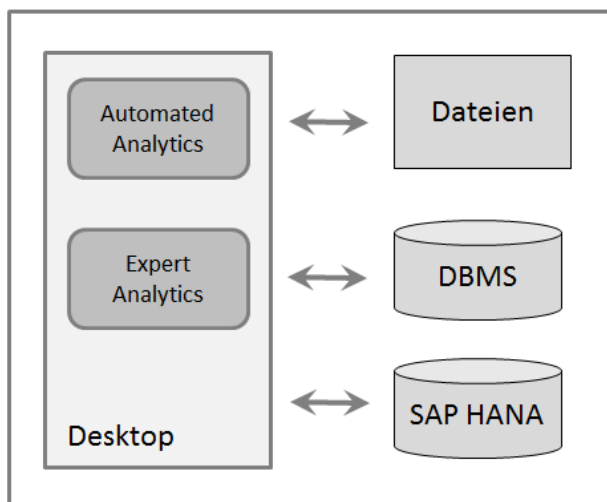 Automated
Analytics
Dateien
Expert
Analytics
DBMS
SAP HANA
Desktop